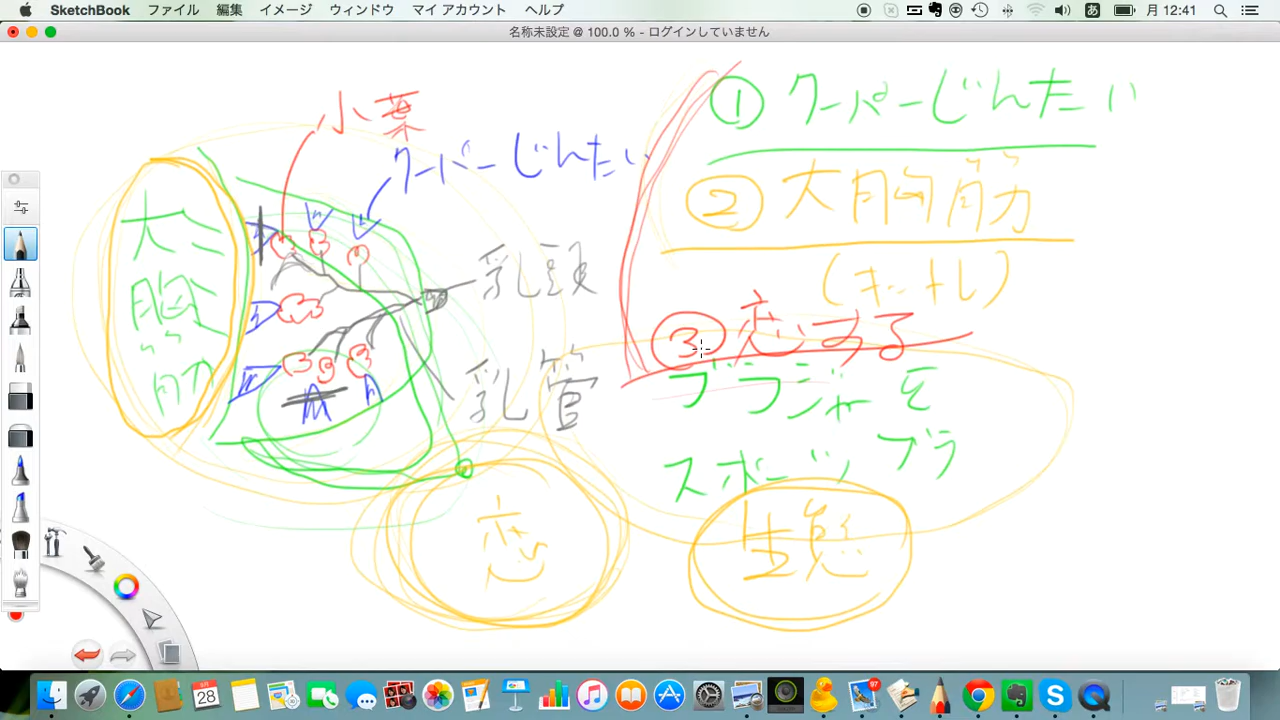 SketchBook ファイル 編集 イメージ ウィンドウ マイ アカウント ヘルプ
あ 月 12:41
名称未設定 @ 100.0 % - ログインしていません
小葉
クーパーじんたい
大胸筋
乳頭
乳管
恋
① クーパーじんたい
② 大胸筋
(キントレ)
③ 恋する
ブラジャーを
スポーツブラ
生態
28
97